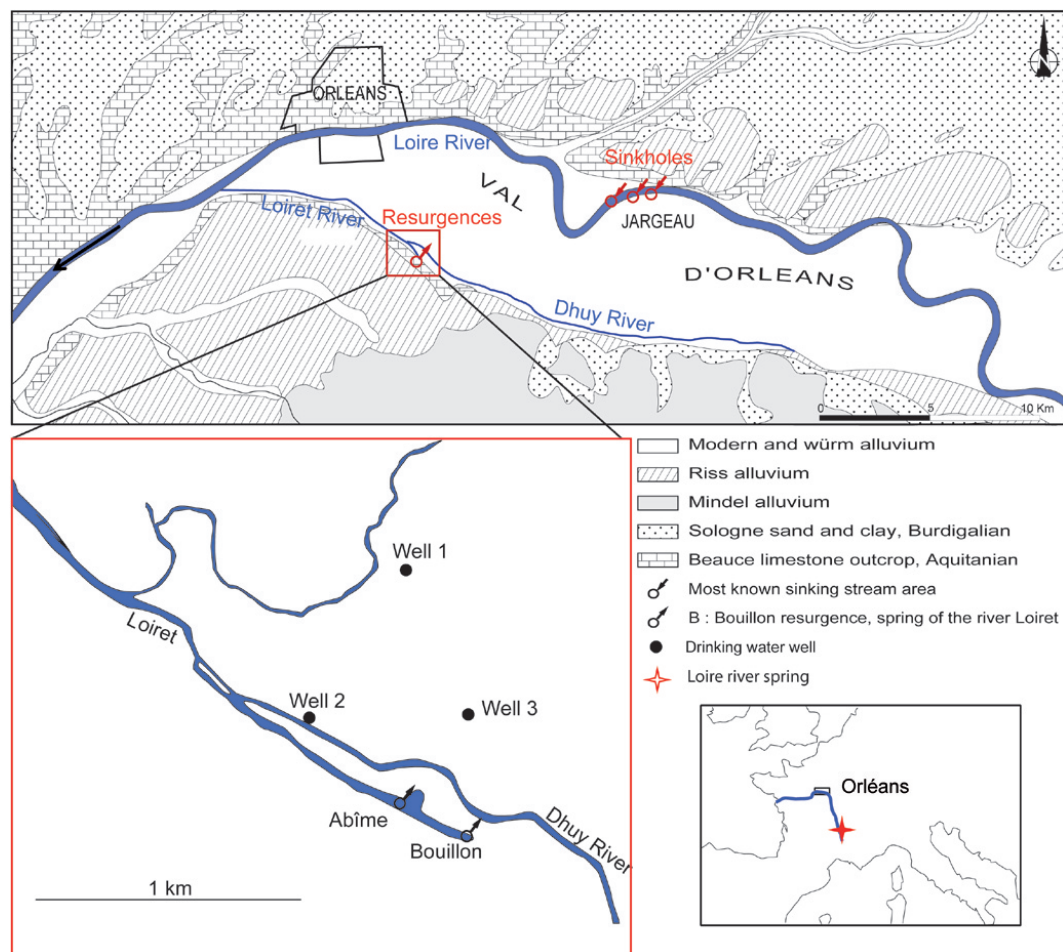 N
ORLEANS
Loire River
Sinkholes
VAL
Loiret River
Resurgences
JARGEAU
D'ORLEANS
Dhuy River
0 5 10 Km
Modern and würm alluvium
Riss alluvium
Mindel alluvium
Sologne sand and clay, Burdigalian
Beauce limestone outcrop, Aquitanian
Most known sinking stream area
B : Bouillon resurgence, spring of the river Loiret
Drinking water well
Loire river spring
Well 1
Loiret
Well 2
Well 3
Abîme
Bouillon
Dhuy River
1 km
Orléans